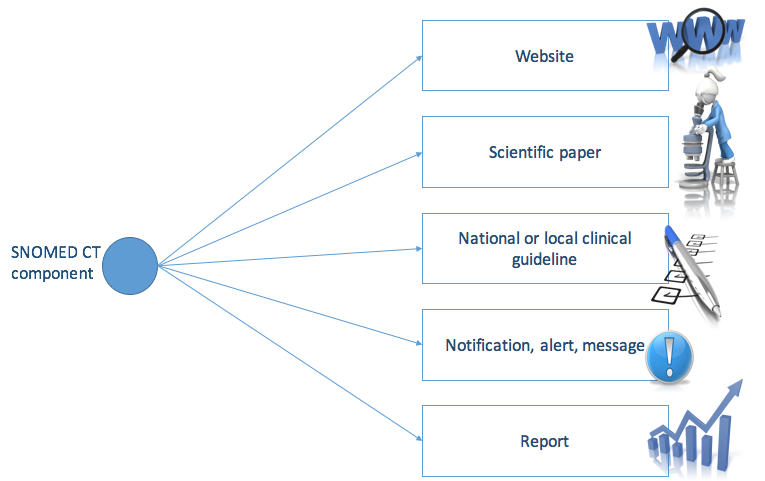 WWW
Website
Scientific paper
National or local clinical
guideline
SNOMED CT
component
Notification, alert, message
!
Report